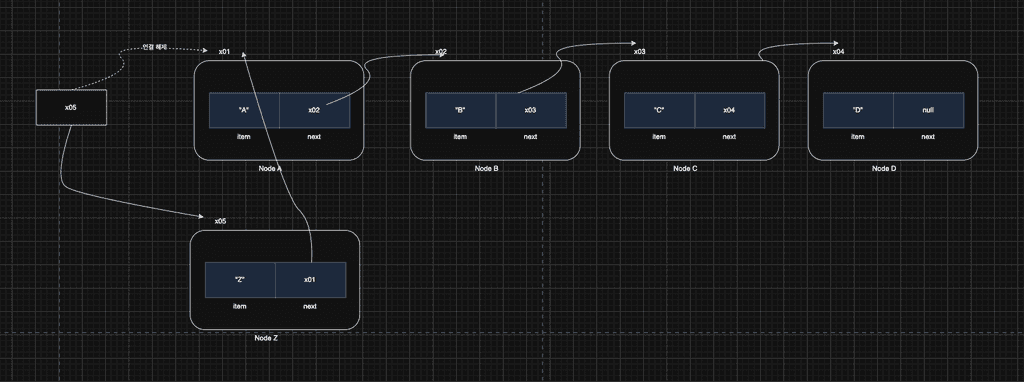 연결 해제
x01
x02
x03
x04
x05
"A"
x02
"B"
x03
"C"
x04
"D"
null
item
next
item
next
item
next
item
next
Node A
Node B
Node C
Node D
x05
"Z"
x01
item
next
Node Z